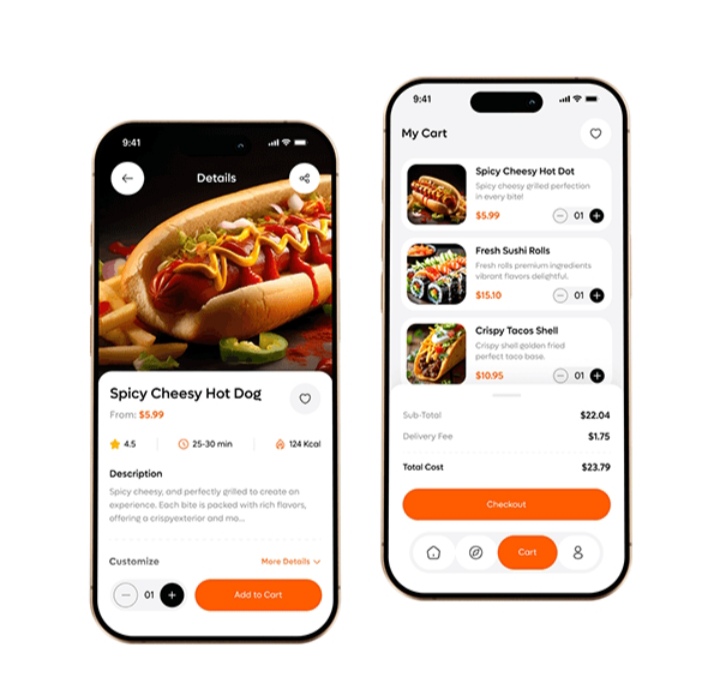 9:41
Details
Spicy Cheesy Hot Dog
From: $5.99
4.5 25-30 min 124 Kcal
Description
Spicy cheesy, and perfectly grilled to create an
experience. Each bite is packed with rich flavors,
offering a crispyexterior and mo...
Customize More Details
01 Add to Cart
9:41
My Cart
Spicy Cheesy Hot Dot
Spicy cheesy grilled perfection
in every bite!
$5.99 01
Fresh Sushi Rolls
Fresh rolls premium ingredients
vibrant flavors delightful.
$15.10 01
Crispy Tacos Shell
Crispy shell golden fried
perfect taco base.
$10.95 01
Sub-Total $22.04
Delivery Fee $1.75
Total Cost $23.79
Checkout
Cart